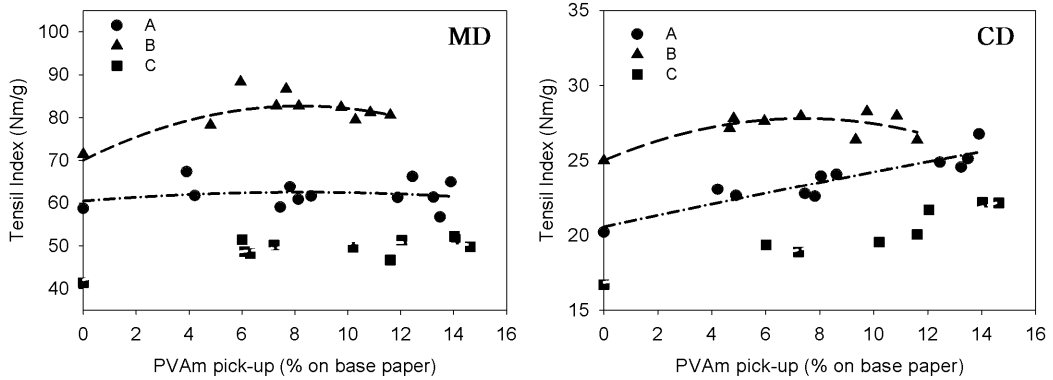 MD
A
B
C
Tensil Index (Nm/g)
100
90
80
70
60
50
40
0 2 4 6 8 10 12 14 16
PVAm pick-up (% on base paper)
CD
A
B
C
Tensil Index (Nm/g)
35
30
25
20
15
0 2 4 6 8 10 12 14 16
PVAm pick-up (% on base paper)